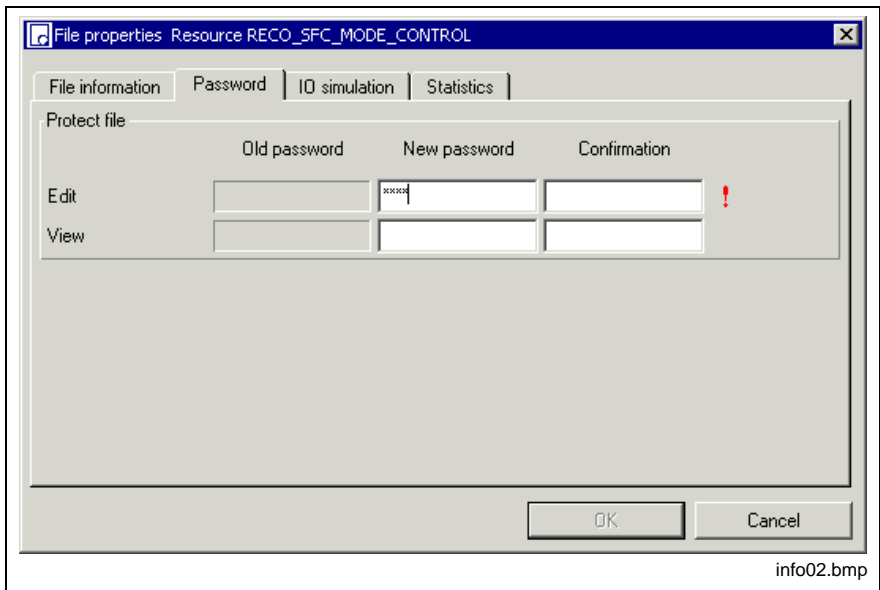 File properties Resource RECO_SFC_MODE_CONTROL
File information Password IO simulation Statistics
Protect file
Old password New password Confirmation
Edit **** !
View
OK Cancel
info02.bmp